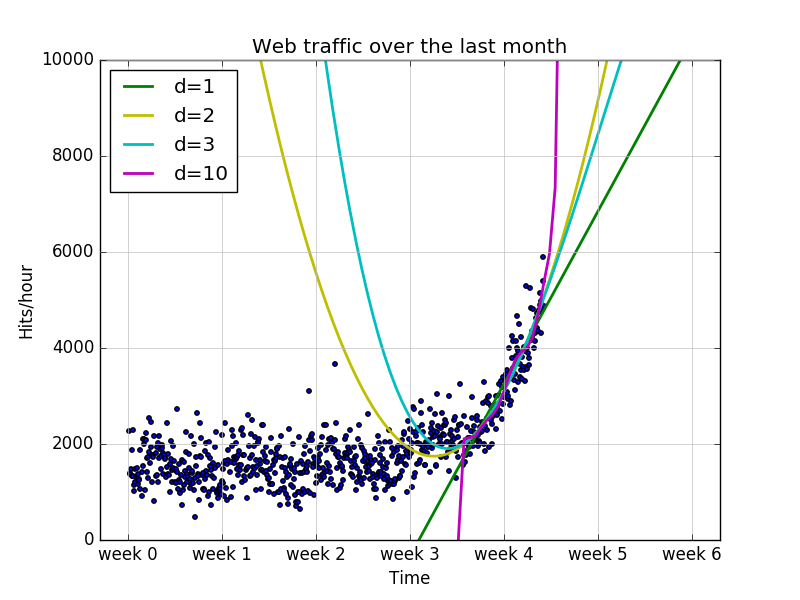 Web traffic over the last month
10000
8000
6000
4000
2000
0
Hits/hour
d=1
d=2
d=3
d=10
week 0 week 1 week 2 week 3 week 4 week 5 week 6
Time